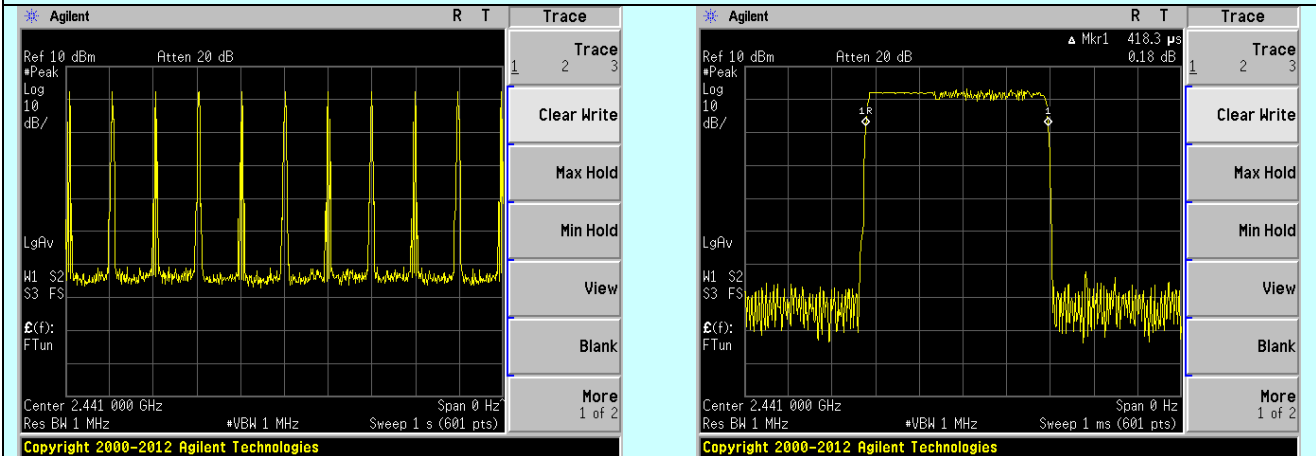 Agilent R T Trace
Ref 10 dBm Atten 20 dB
#Peak
Log
10
dB/
LgAv
W1 S2
S3 FS
£(f):
FTun
Center 2.441 000 GHz Span 0 Hz^
Res BW 1 MHz #VBW 1 MHz Sweep 1 s (601 pts)
Copyright 2000-2012 Agilent Technologies
Trace
1 2 3
Clear Write
Max Hold
Min Hold
View
Blank
More
1 of 2
Agilent R T Trace
Δ Mkr1 418.3 µs
Ref 10 dBm Atten 20 dB 0.18 dB
#Peak
Log
10
dB/
1R
1
LgAv
W1 S2
S3 FS
£(f):
FTun
Center 2.441 000 GHz Span 0 Hz
Res BW 1 MHz #VBW 1 MHz Sweep 1 ms (601 pts)
Copyright 2000-2012 Agilent Technologies
Trace
1 2 3
Clear Write
Max Hold
Min Hold
View
Blank
More
1 of 2